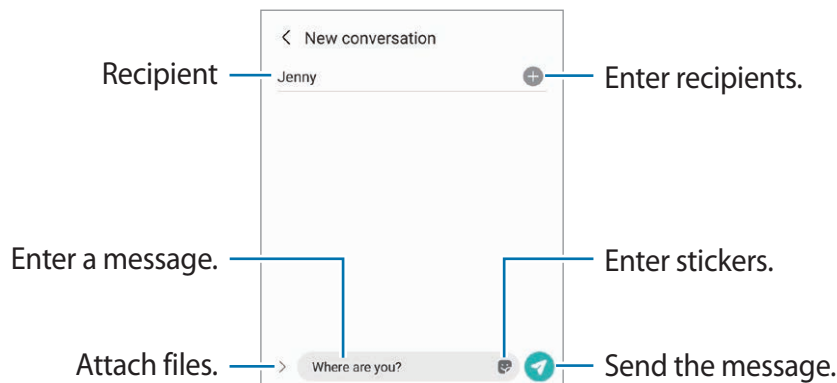 New conversation
Recipient
Jenny
Enter recipients.
Enter a message.
Enter stickers.
Attach files.
Where are you?
Send the message.